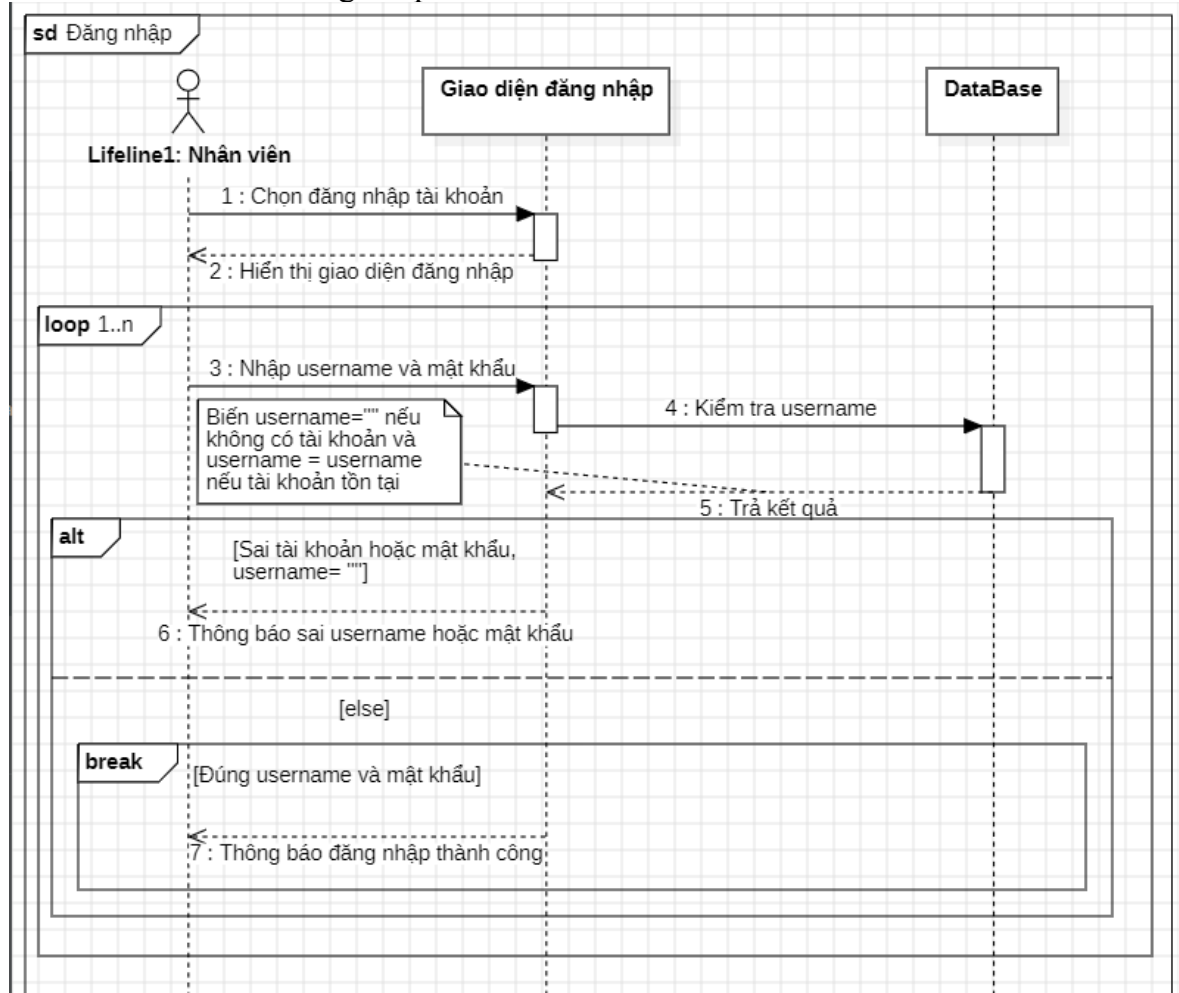 sd Đăng nhập
Giao diện đăng nhập
DataBase
Lifeline1: Nhân viên
1 : Chọn đăng nhập tài khoản
2 : Hiển thị giao diện đăng nhập
loop 1..n
3 : Nhập username và mật khẩu
4 : Kiểm tra username
Biến username="" nếu
không có tài khoản và
username = username
nếu tài khoản tồn tại
5 : Trả kết quả
alt
[Sai tài khoản hoặc mật khẩu,
username= ""]
6 : Thông báo sai username hoặc mật khẩu
[else]
break
[Đúng username và mật khẩu]
7 : Thông báo đăng nhập thành công